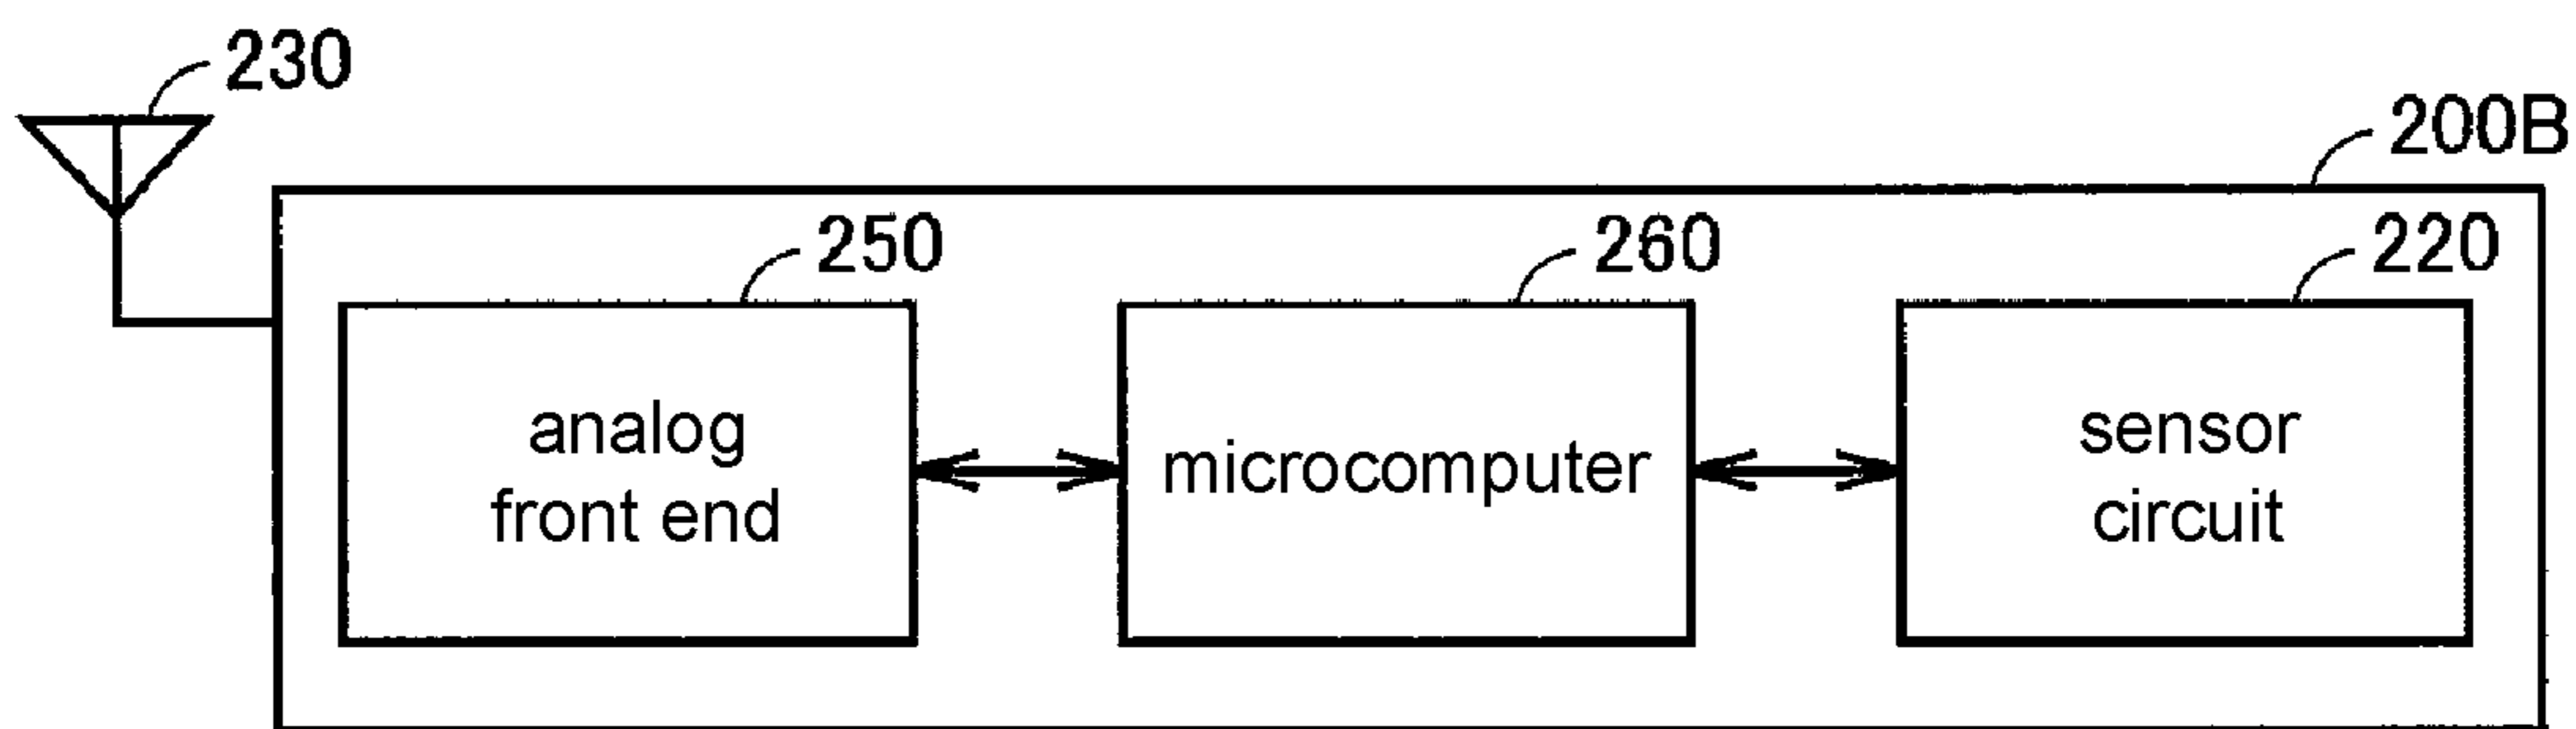 230
200B
250
260
220
analog
front end
microcomputer
sensor
circuit